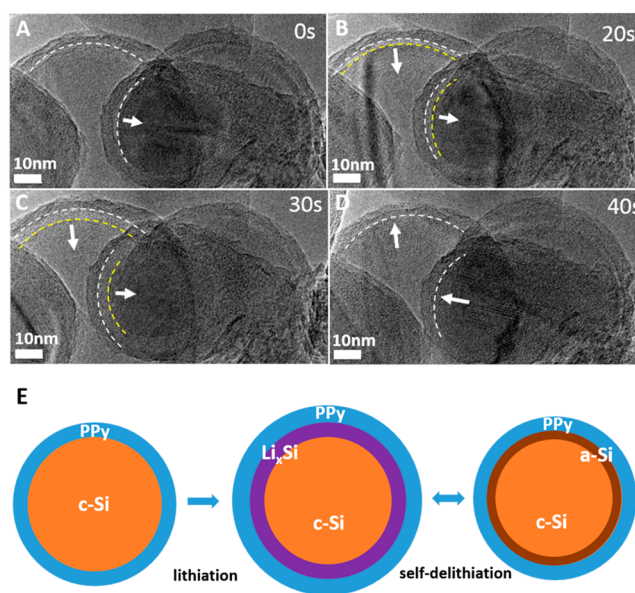 A
0s
10nm
B
20s
10nm
C
30s
10nm
D
40s
10nm
E
PPy
c-Si
lithiation
PPy
LiₓSi
c-Si
self-delithiation
PPy
a-Si
c-Si